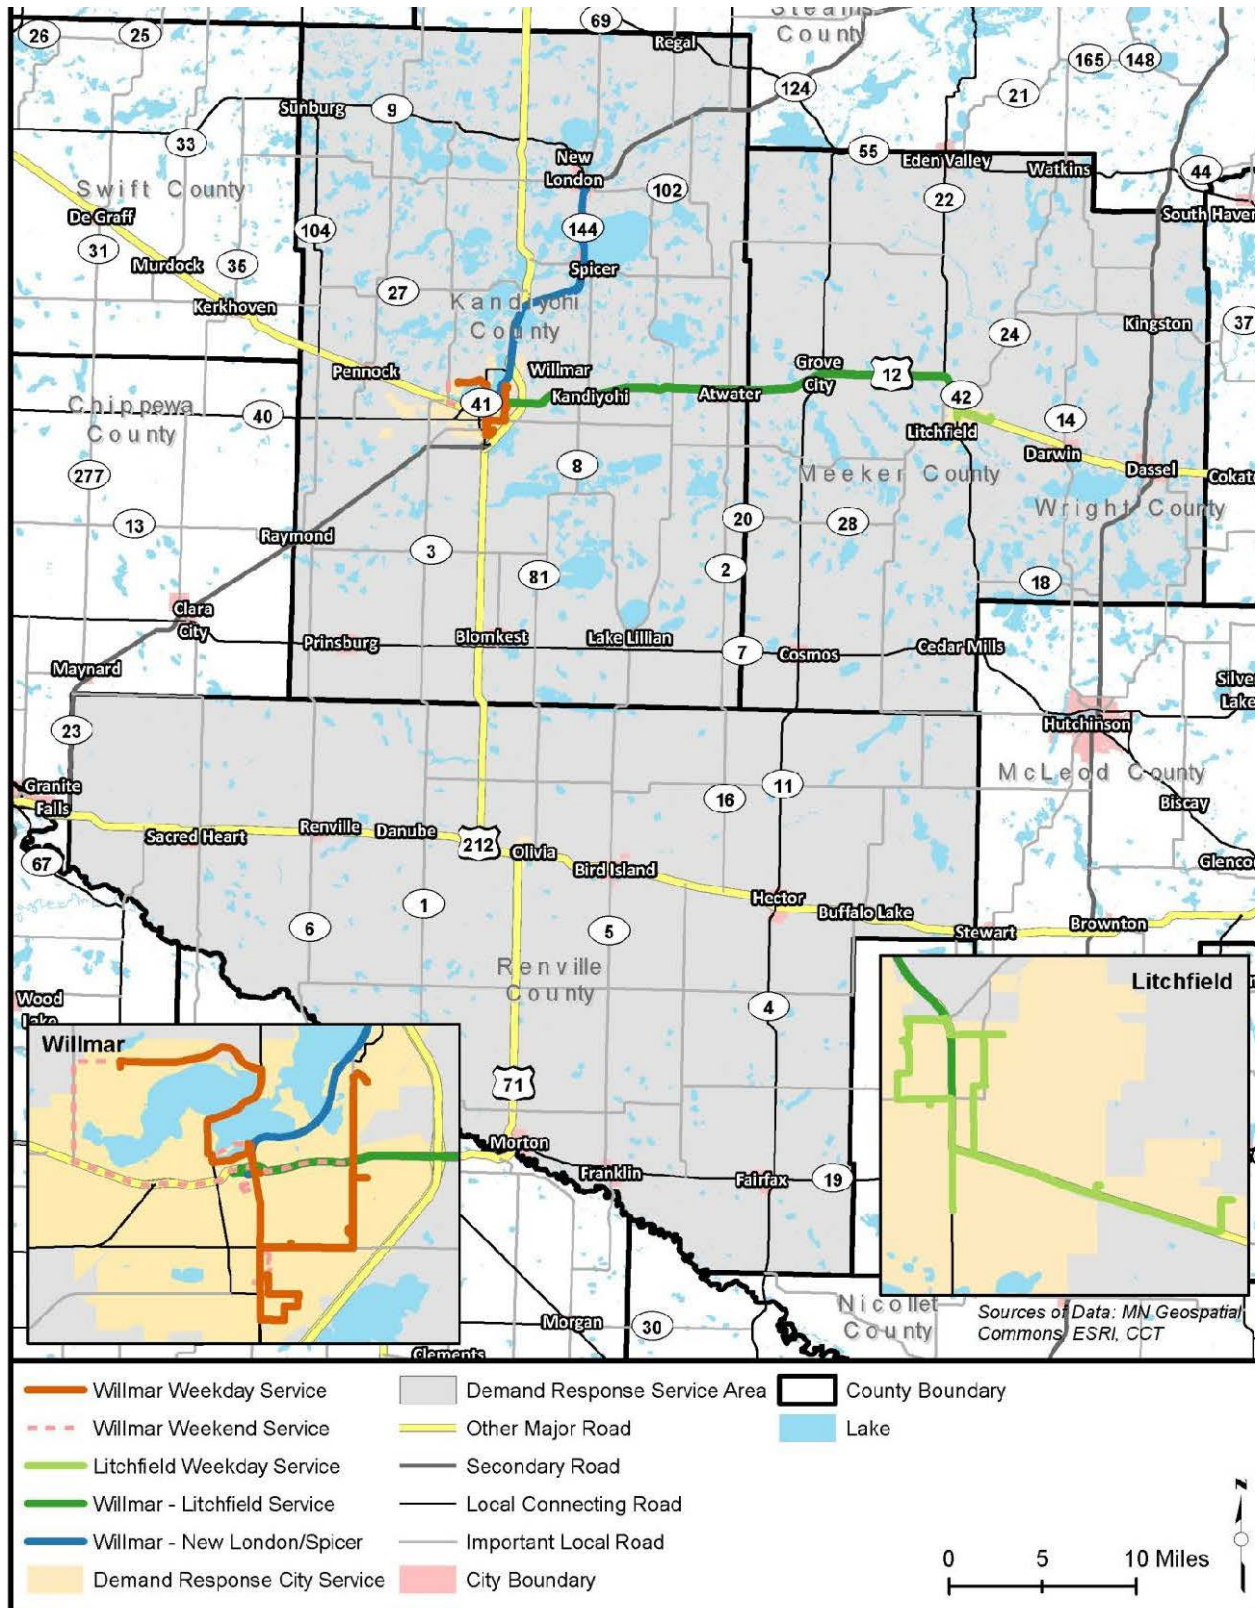 Stearns
County
69
Regal
26
25
165
148
124
21
Sunburg
9
33
New
London
55
Eden Valley
Watkins
44
Swift County
102
22
South Haven
De Graff
104
144
31
Murdock
35
Spicer
27
Kandiyohi
County
Kerkhoven
24
Kingston
37
Pennock
Willmar
Grove
City
12
41
Kandiyohi
Atwater
42
Chippewa
County
40
14
Litchfield
Darwin
8
Meeker County
Dassel
Cokato
277
Wright County
13
20
28
Raymond
3
81
2
18
Clara
City
Prinsburg
Blomkest
Lake Lillian
7
Cosmos
Cedar Mills
Maynard
Silver
Lake
23
Hutchinson
McLeod County
Granite
Falls
16
11
Biscay
Sacred Heart
Renville
Danube
212
Olivia
Bird Island
67
Glenco
Hector
1
Buffalo Lake
6
5
Stewart
Brownton
Renville
County
Wood
Lake
4
Litchfield
Willmar
71
Morton
Franklin
Fairfax
19
Nicollet
County
Morgan
30
Clements
Sources of Data: MN Geospatial
Commons, ESRI, CCT
Willmar Weekday Service
Demand Response Service Area
County Boundary
Willmar Weekend Service
Other Major Road
Lake
Litchfield Weekday Service
Secondary Road
Willmar - Litchfield Service
Local Connecting Road
Willmar - New London/Spicer
Important Local Road
Demand Response City Service
City Boundary
0 5 10 Miles
N